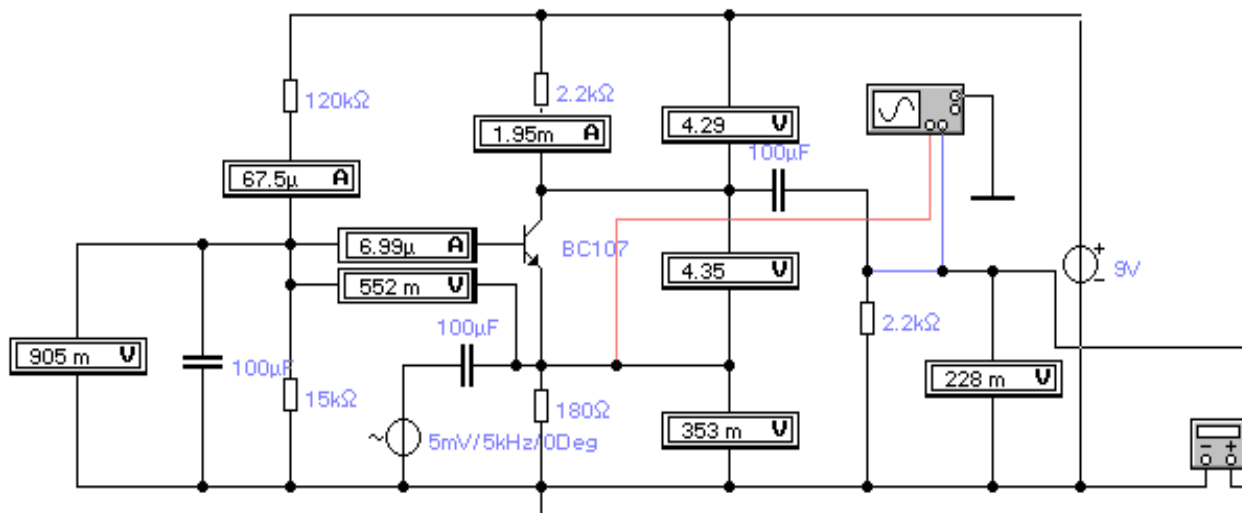 120kΩ
2.2kΩ
1.95m A
4.29 V
100µF
67.5µ A
6.99µ A
BC107
552 m V
4.35 V
+
-
9V
100µF
2.2kΩ
905 m V
100µF
15kΩ
180Ω
228 m V
353 m V
~
5mV/5kHz/0Deg
- +